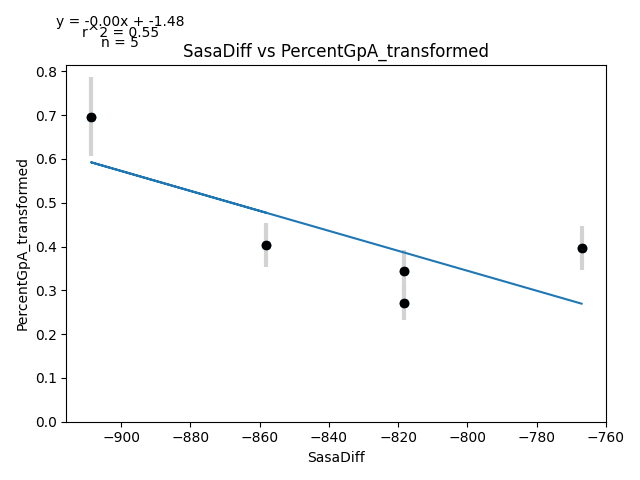 y = -0.00x + -1.48
r^2 = 0.55
n = 5
SasaDiff vs PercentGpA_transformed
PercentGpA_transformed
0.8
0.7
0.6
0.5
0.4
0.3
0.2
0.1
0.0
−900
−880
−860
−840
−820
−800
−780
−760
SasaDiff